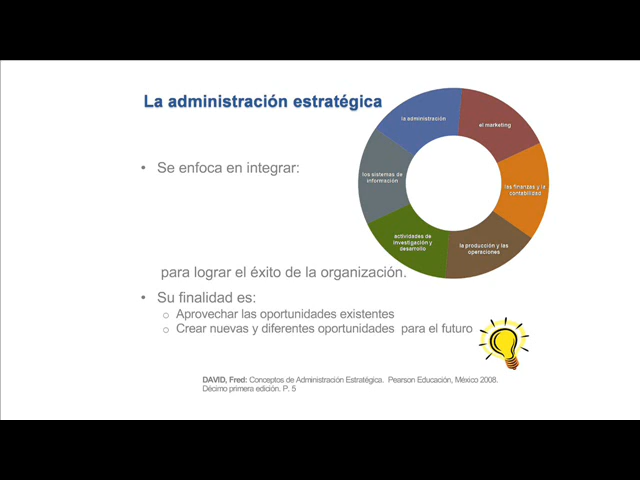 La administración estratégica
la administración
el marketing
• Se enfoca en integrar:
los sistemas de
información
las finanzas y la
contabilidad
actividades de
investigación y
desarrollo
la producción y las
operaciones
para lograr el éxito de la organización.
• Su finalidad es:
o Aprovechar las oportunidades existentes
o Crear nuevas y diferentes oportunidades para el futuro
DAVID, Fred: Conceptos de Administración Estratégica. Pearson Educación, México 2008.
Décimo primera edición. P. 5